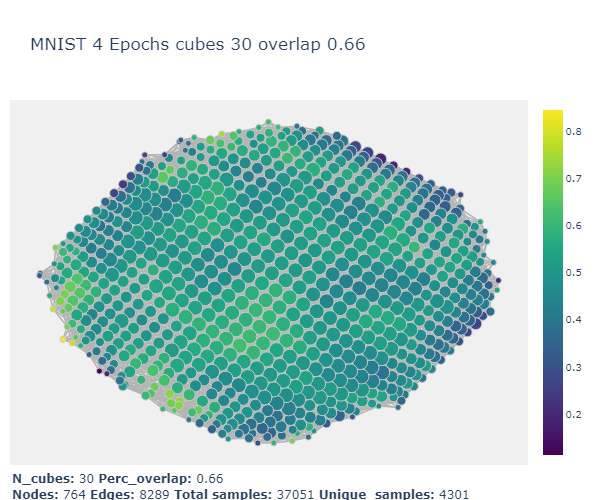 MNIST 4 Epochs cubes 30 overlap 0.66
0.8
0.7
0.6
0.5
0.4
0.3
0.2
N_cubes: 30 Perc_overlap: 0.66
Nodes: 764 Edges: 8289 Total samples: 37051 Unique_samples: 4301